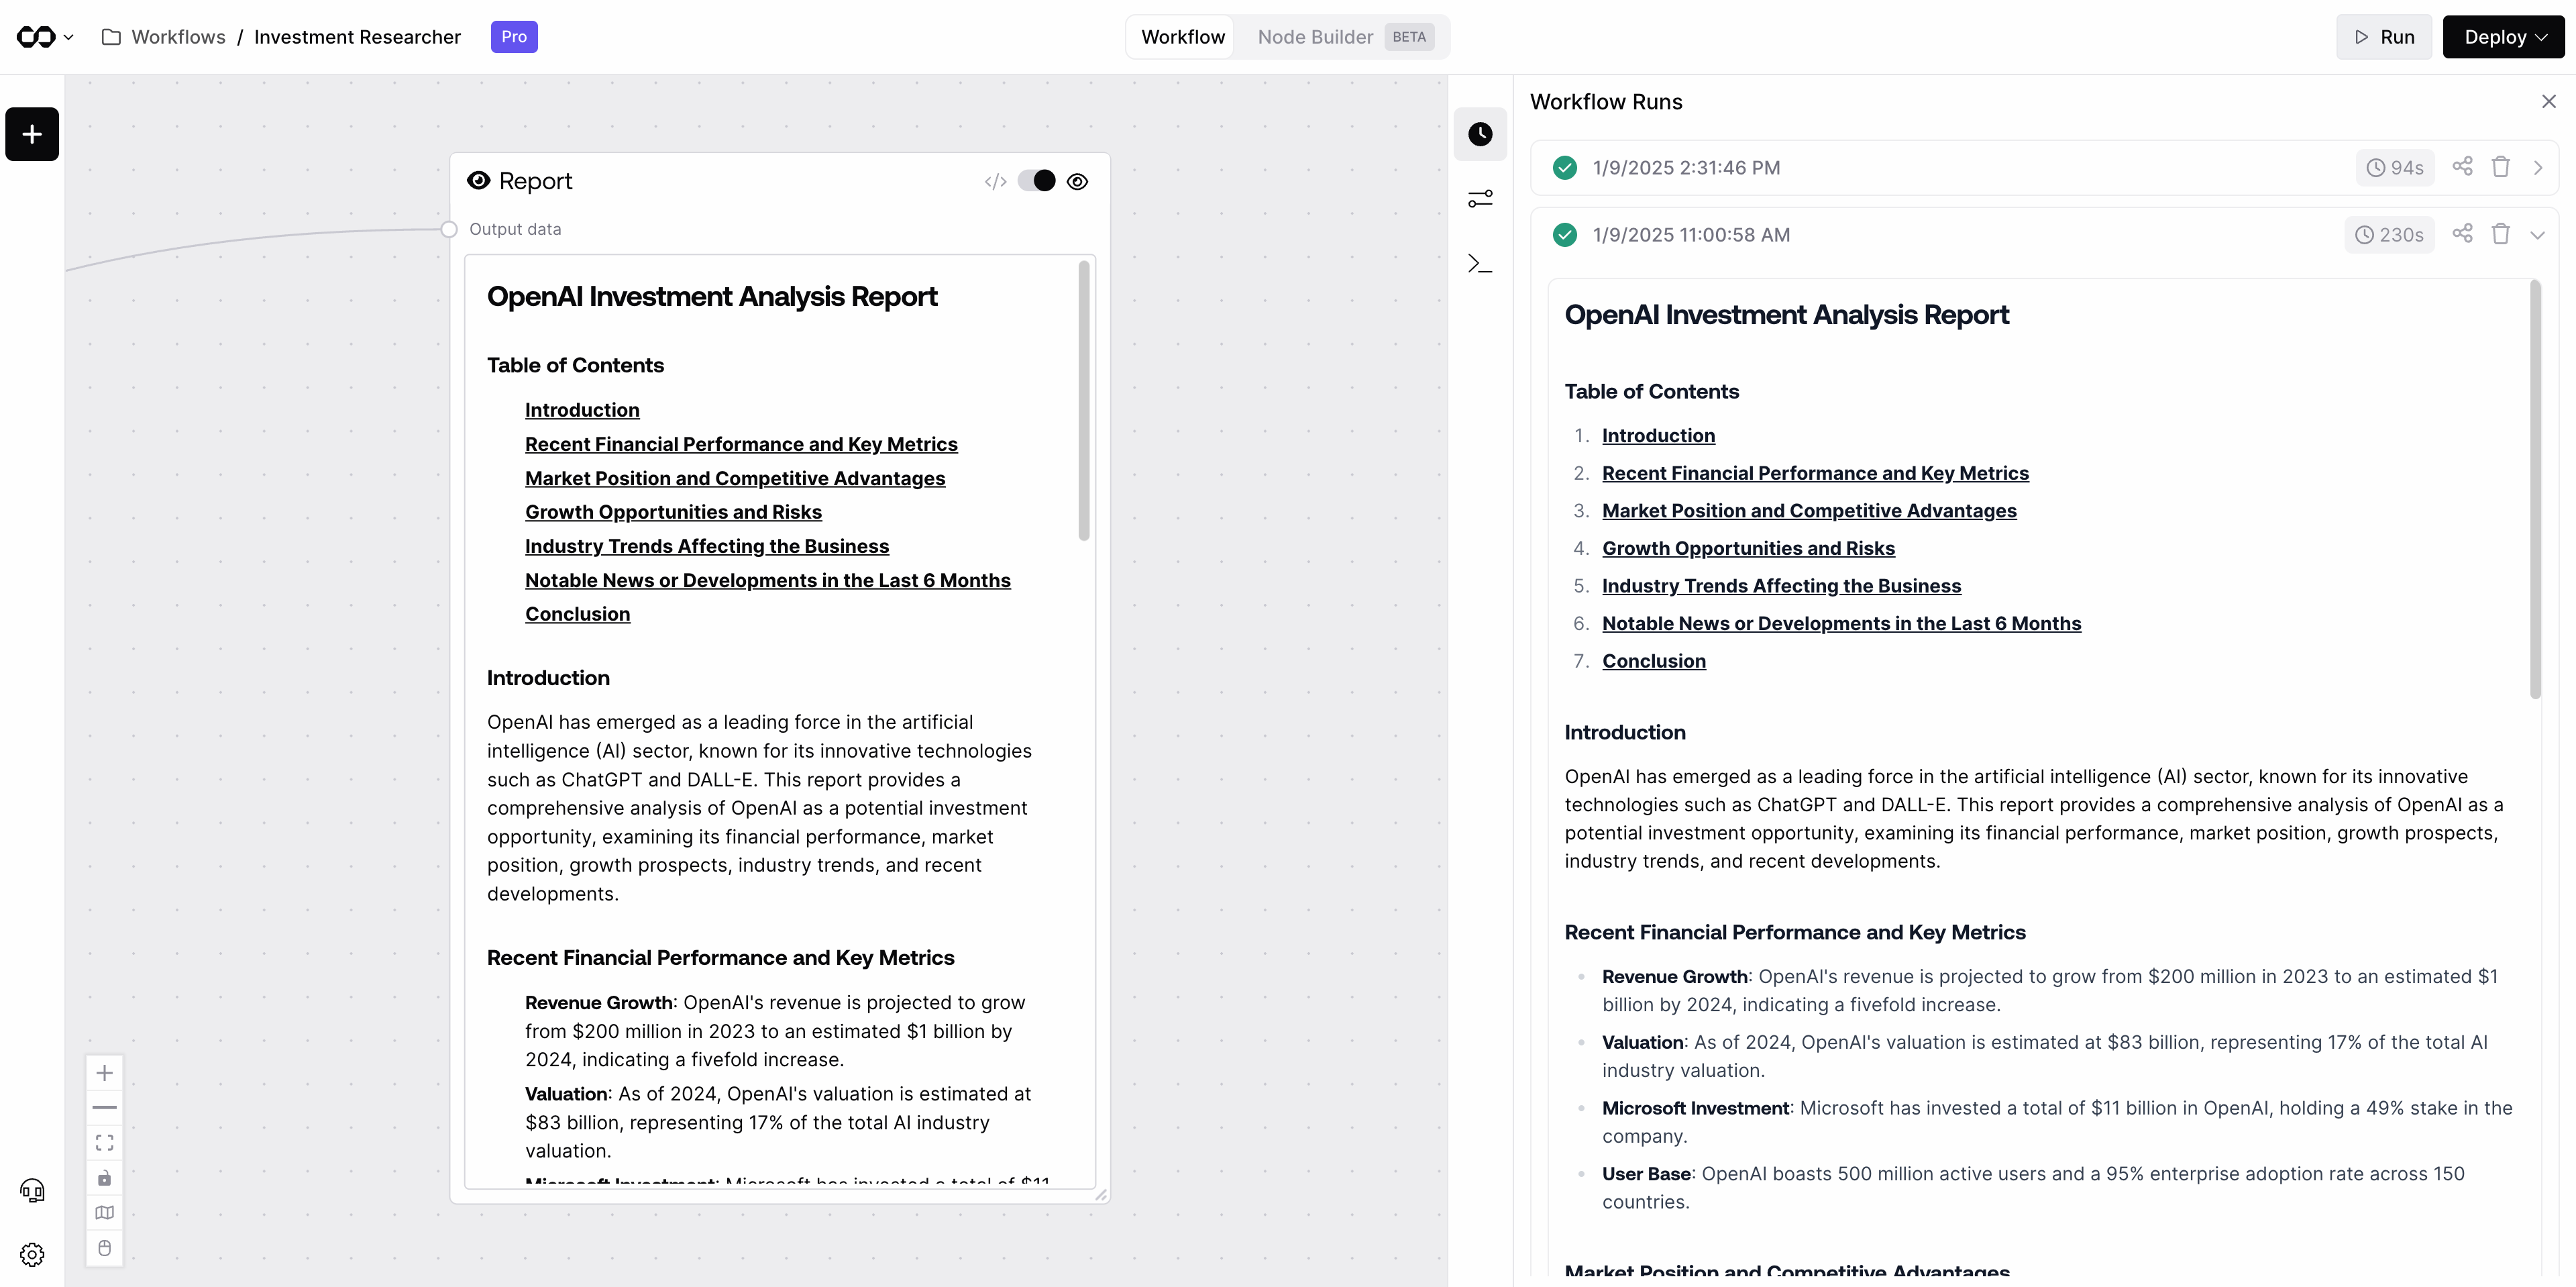 Workflows / Investment Researcher Pro
Workflow Node Builder BETA
Run Deploy
Report
</>
Output data
OpenAI Investment Analysis Report
Table of Contents
Introduction
Recent Financial Performance and Key Metrics
Market Position and Competitive Advantages
Growth Opportunities and Risks
Industry Trends Affecting the Business
Notable News or Developments in the Last 6 Months
Conclusion
Introduction
OpenAI has emerged as a leading force in the artificial
intelligence (AI) sector, known for its innovative technologies
such as ChatGPT and DALL-E. This report provides a
comprehensive analysis of OpenAI as a potential investment
opportunity, examining its financial performance, market
position, growth prospects, industry trends, and recent
developments.
Recent Financial Performance and Key Metrics
Revenue Growth: OpenAI's revenue is projected to grow
from $200 million in 2023 to an estimated $1 billion by
2024, indicating a fivefold increase.
Valuation: As of 2024, OpenAI's valuation is estimated at
$83 billion, representing 17% of the total AI industry
valuation.
Microsoft Investment: Microsoft has invested a total of $11
Workflow Runs
1/9/2025 2:31:46 PM 94s
1/9/2025 11:00:58 AM 230s
OpenAI Investment Analysis Report
Table of Contents
1. Introduction
2. Recent Financial Performance and Key Metrics
3. Market Position and Competitive Advantages
4. Growth Opportunities and Risks
5. Industry Trends Affecting the Business
6. Notable News or Developments in the Last 6 Months
7. Conclusion
Introduction
OpenAI has emerged as a leading force in the artificial intelligence (AI) sector, known for its innovative
technologies such as ChatGPT and DALL-E. This report provides a comprehensive analysis of OpenAI as a
potential investment opportunity, examining its financial performance, market position, growth prospects,
industry trends, and recent developments.
Recent Financial Performance and Key Metrics
• Revenue Growth: OpenAI's revenue is projected to grow from $200 million in 2023 to an estimated $1
billion by 2024, indicating a fivefold increase.
• Valuation: As of 2024, OpenAI's valuation is estimated at $83 billion, representing 17% of the total AI
industry valuation.
• Microsoft Investment: Microsoft has invested a total of $11 billion in OpenAI, holding a 49% stake in the
company.
• User Base: OpenAI boasts 500 million active users and a 95% enterprise adoption rate across 150
countries.
Market Position and Competitive Advantages